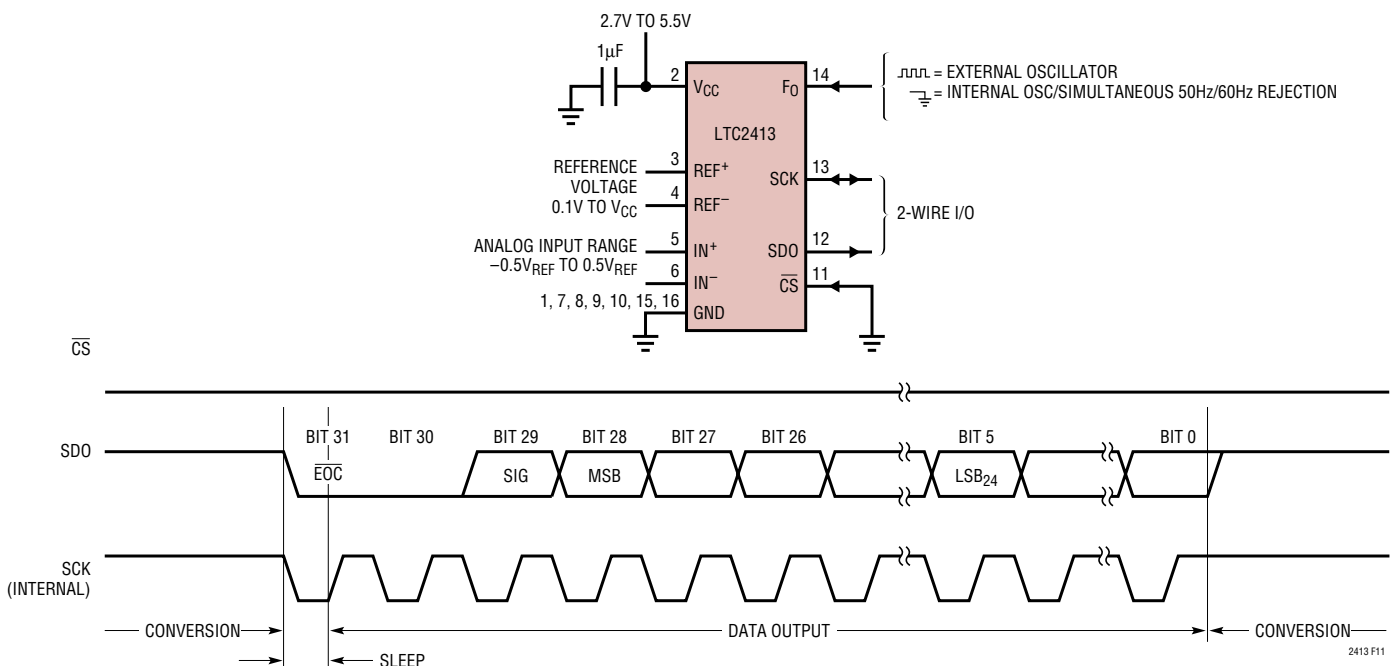 2.7V TO 5.5V
1µF
2
VCC
FO
14
= EXTERNAL OSCILLATOR
= INTERNAL OSC/SIMULTANEOUS 50Hz/60Hz REJECTION
LTC2413
REFERENCE
VOLTAGE
0.1V TO VCC
3
REF+
4
REF−
SCK
13
2-WIRE I/O
ANALOG INPUT RANGE
−0.5VREF TO 0.5VREF
5
IN+
6
IN−
SDO
12
CS
11
1, 7, 8, 9, 10, 15, 16
GND
CS
SDO
BIT 31
BIT 30
BIT 29
BIT 28
BIT 27
BIT 26
BIT 5
BIT 0
EOC
SIG
MSB
LSB24
SCK
(INTERNAL)
CONVERSION
DATA OUTPUT
CONVERSION
SLEEP
2413 F11